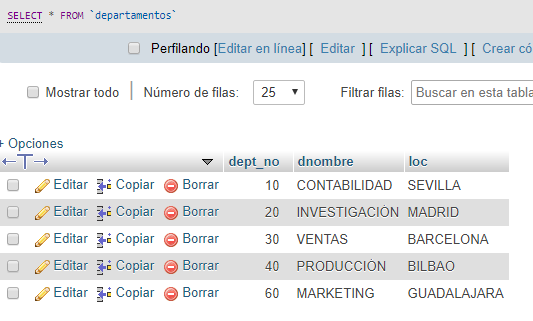 SELECT * FROM `departamentos`
Perfilando [Editar en línea] [ Editar ] [ Explicar SQL ] [ Crear có
Mostrar todo | Número de filas: 25 Filtrar filas: Buscar en esta tabla
+ Opciones
←T→ dept_no dnombre loc
Editar Copiar Borrar 10 CONTABILIDAD SEVILLA
Editar Copiar Borrar 20 INVESTIGACIÓN MADRID
Editar Copiar Borrar 30 VENTAS BARCELONA
Editar Copiar Borrar 40 PRODUCCIÓN BILBAO
Editar Copiar Borrar 60 MARKETING GUADALAJARA